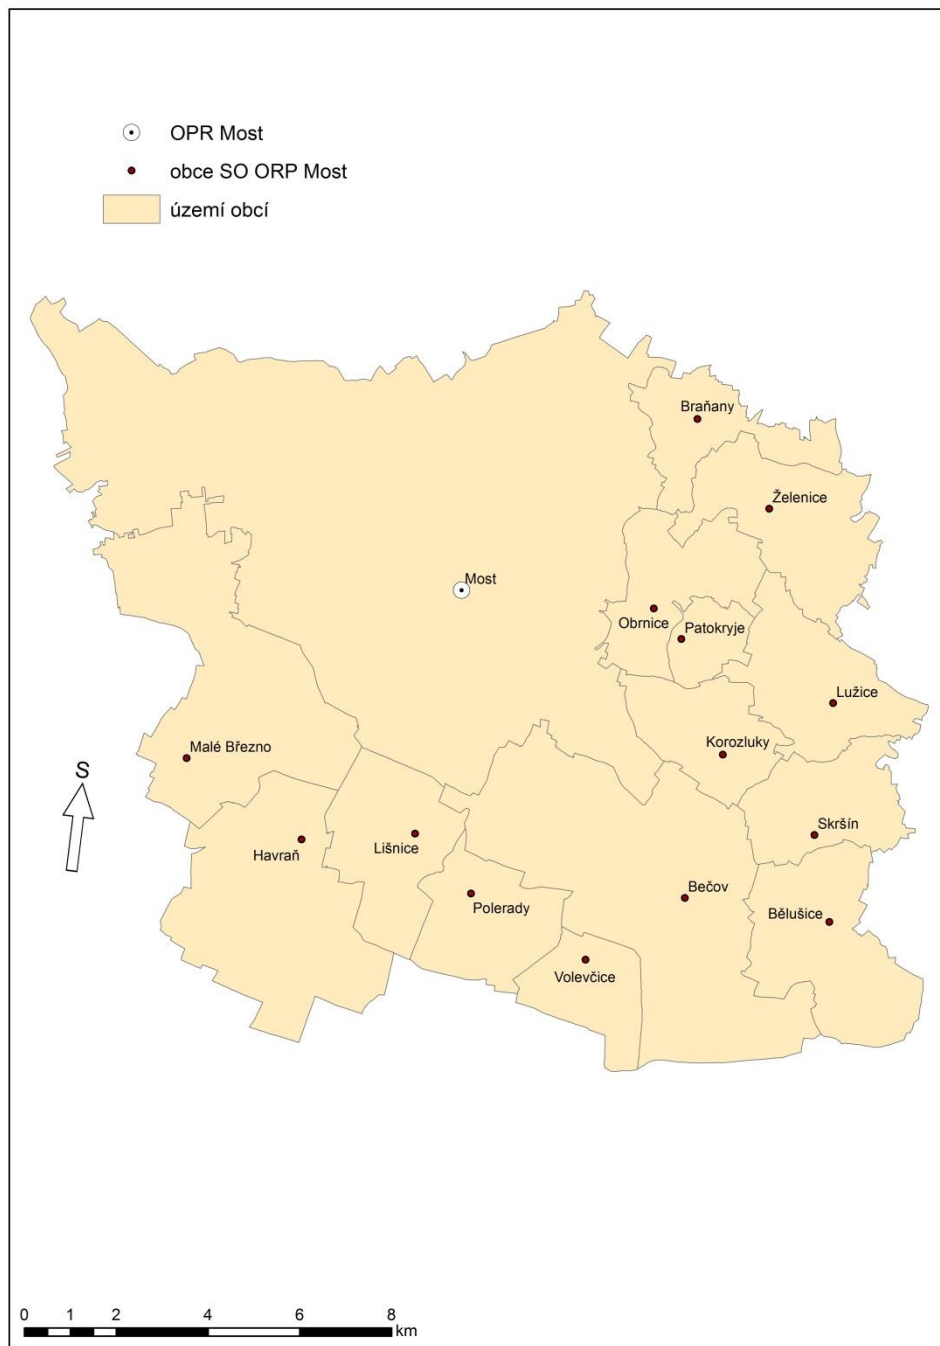 OPR Most
obce SO ORP Most
území obcí
Braňany
Želenice
Most
Obrnice
Patokryje
Lužice
Korozluky
Malé Březno
S
Skršín
Havraň
Lišnice
Bečov
Polerady
Bělušice
Volevčice
0 1 2 4 6 8
km